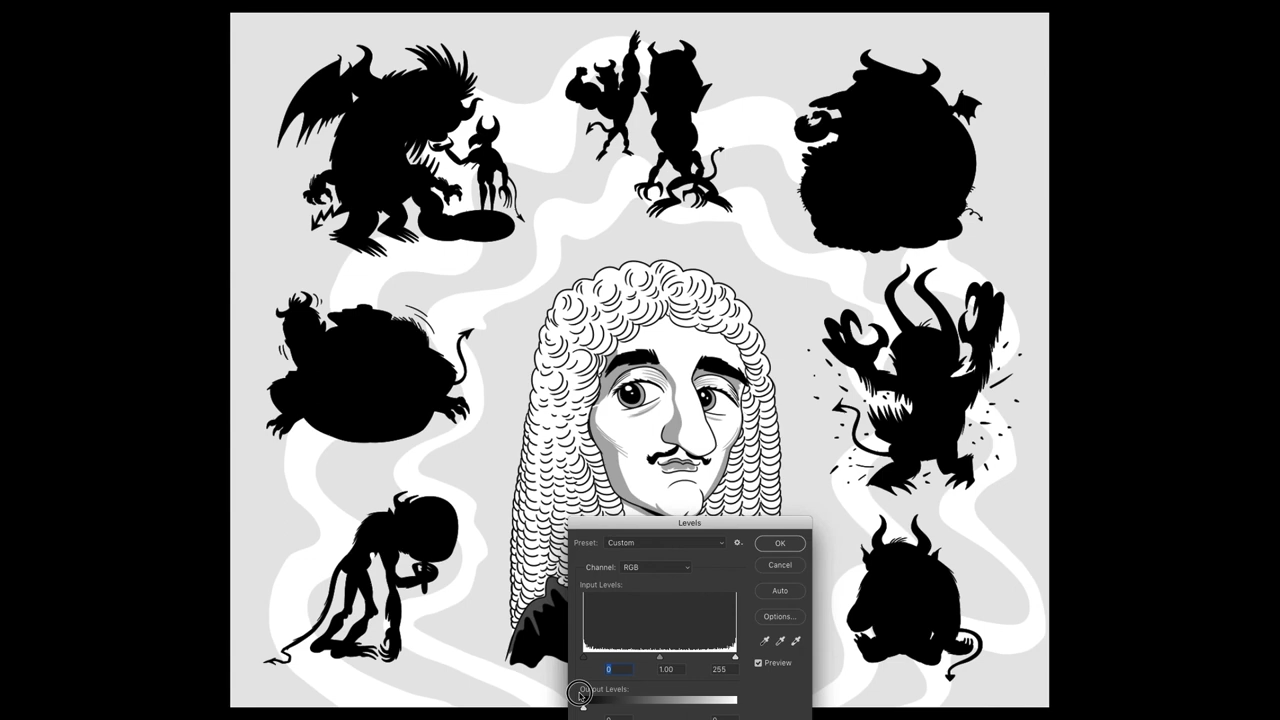 Levels
Preset: Custom
OK
Channel: RGB
Cancel
Input Levels:
Auto
Options...
Preview
0 1.00 255
Output Levels: